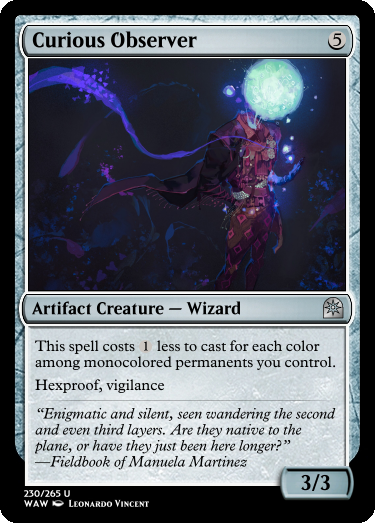 Curious Observer 5
Artifact Creature — Wizard
This spell costs 1 less to cast for each color
among monocolored permanents you control.
Hexproof, vigilance
“Enigmatic and silent, seen wandering the second
and even third layers. Are they native to the
plane, or have they just been here longer?”
—Fieldbook of Manuela Martinez
3/3
230/265 U
WAW Leonardo Vincent